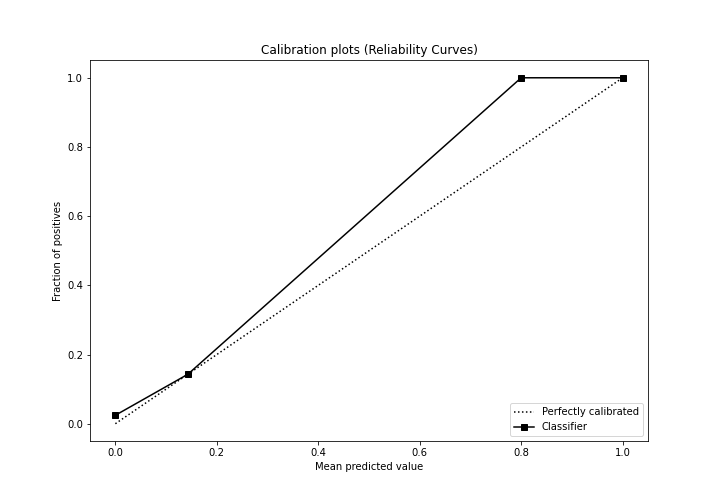 Calibration plots (Reliability Curves)
Fraction of positives
1.0
0.8
0.6
0.4
0.2
0.0
Perfectly calibrated
Classifier
0.0 0.2 0.4 0.6 0.8 1.0
Mean predicted value